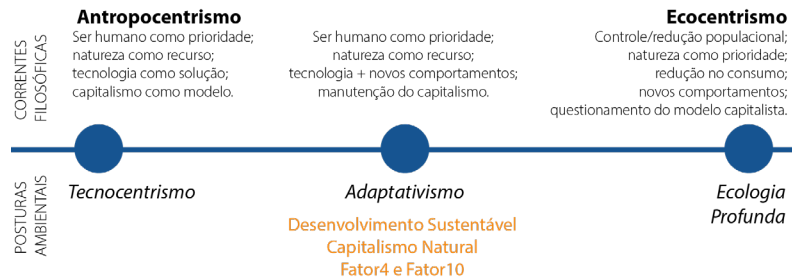 CORRENTES
FILOSÓFICAS
Antropocentrismo
Ser humano como prioridade;
natureza como recurso;
tecnologia como solução;
capitalismo como modelo.
Ser humano como prioridade;
natureza como recurso;
tecnologia + novos comportamentos;
manutenção do capitalismo.
Ecocentrismo
Controle/redução populacional;
natureza como prioridade;
redução no consumo;
novos comportamentos;
questionamento do modelo capitalista.
POSTURAS
AMBIENTAIS
Tecnocentrismo
Adaptativismo
Desenvolvimento Sustentável
Capitalismo Natural
Fator4 e Fator10
Ecologia
Profunda